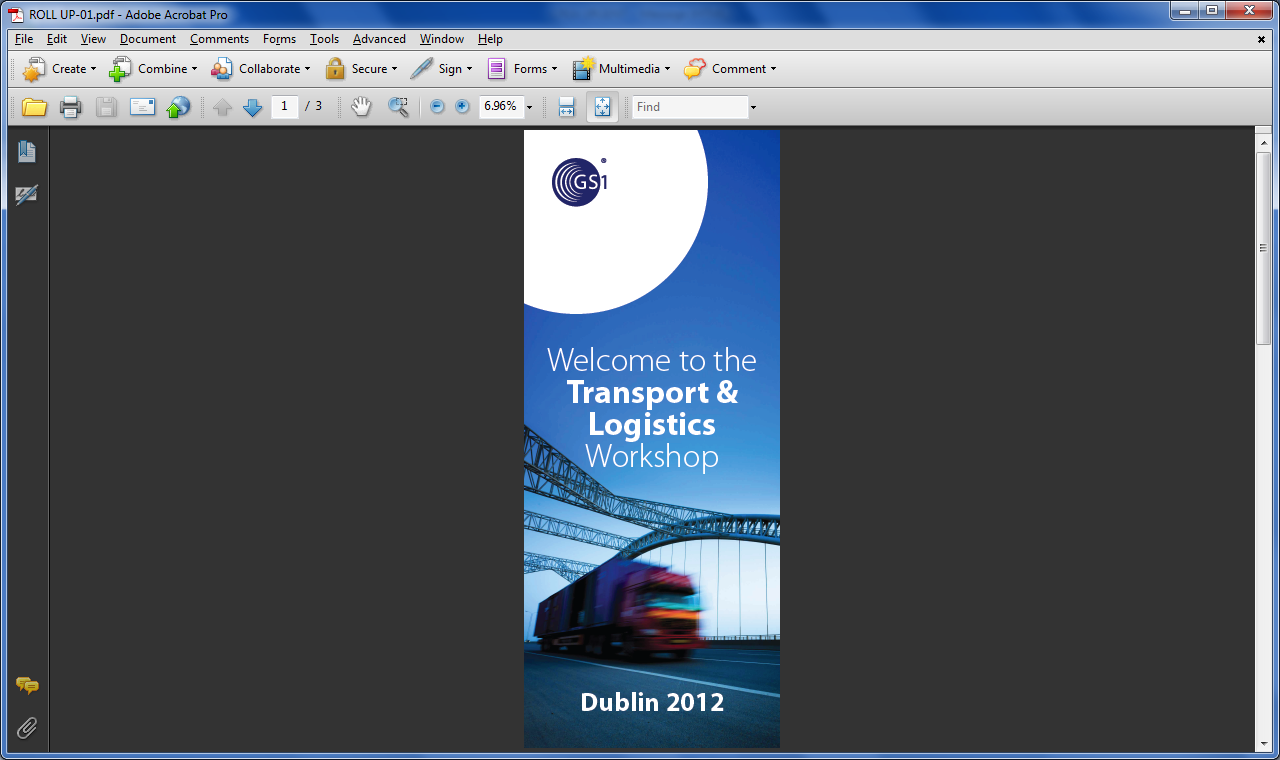 ROLL UP-01.pdf - Adobe Acrobat Pro
File Edit View Document Comments Forms Tools Advanced Window Help
Create Combine Collaborate Secure Sign Forms Multimedia Comment
1 / 3 6.96% Find
GS1®
Welcome to the
Transport &
Logistics
Workshop
Dublin 2012